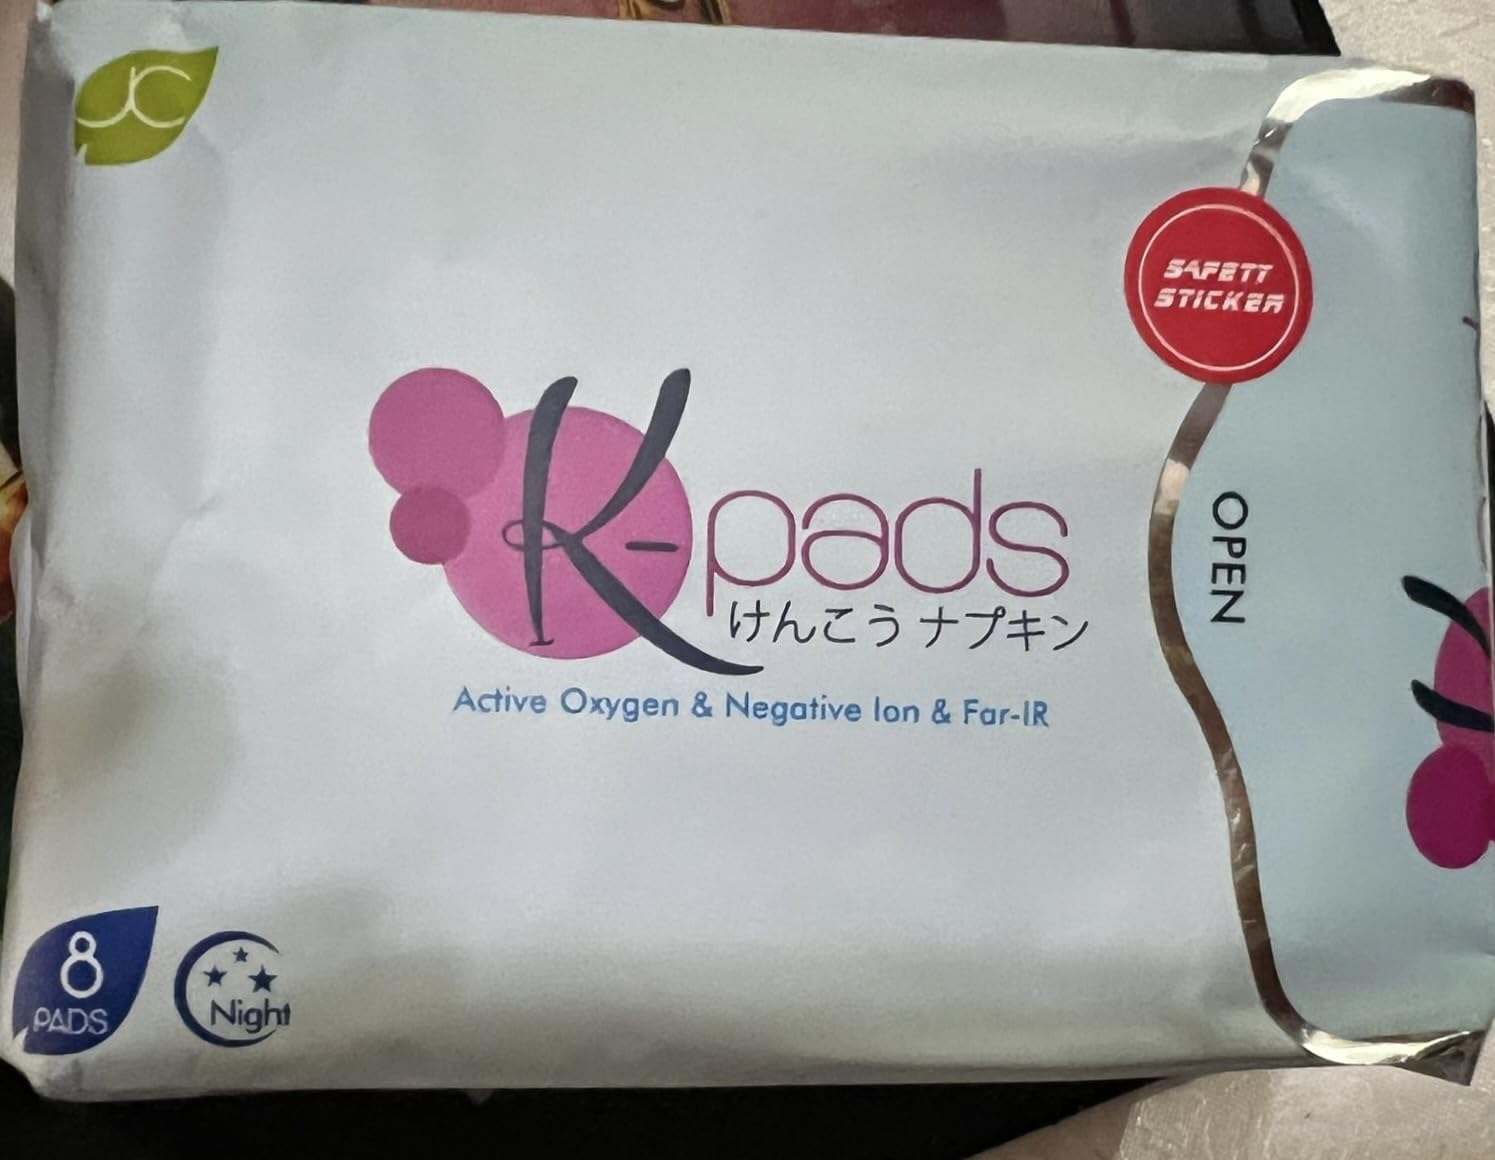 JC
SAFETT
STICKER
K-pads
けんこうナプキン
Active Oxygen & Negative Ion & Far-IR
OPEN
8
PADS
Night